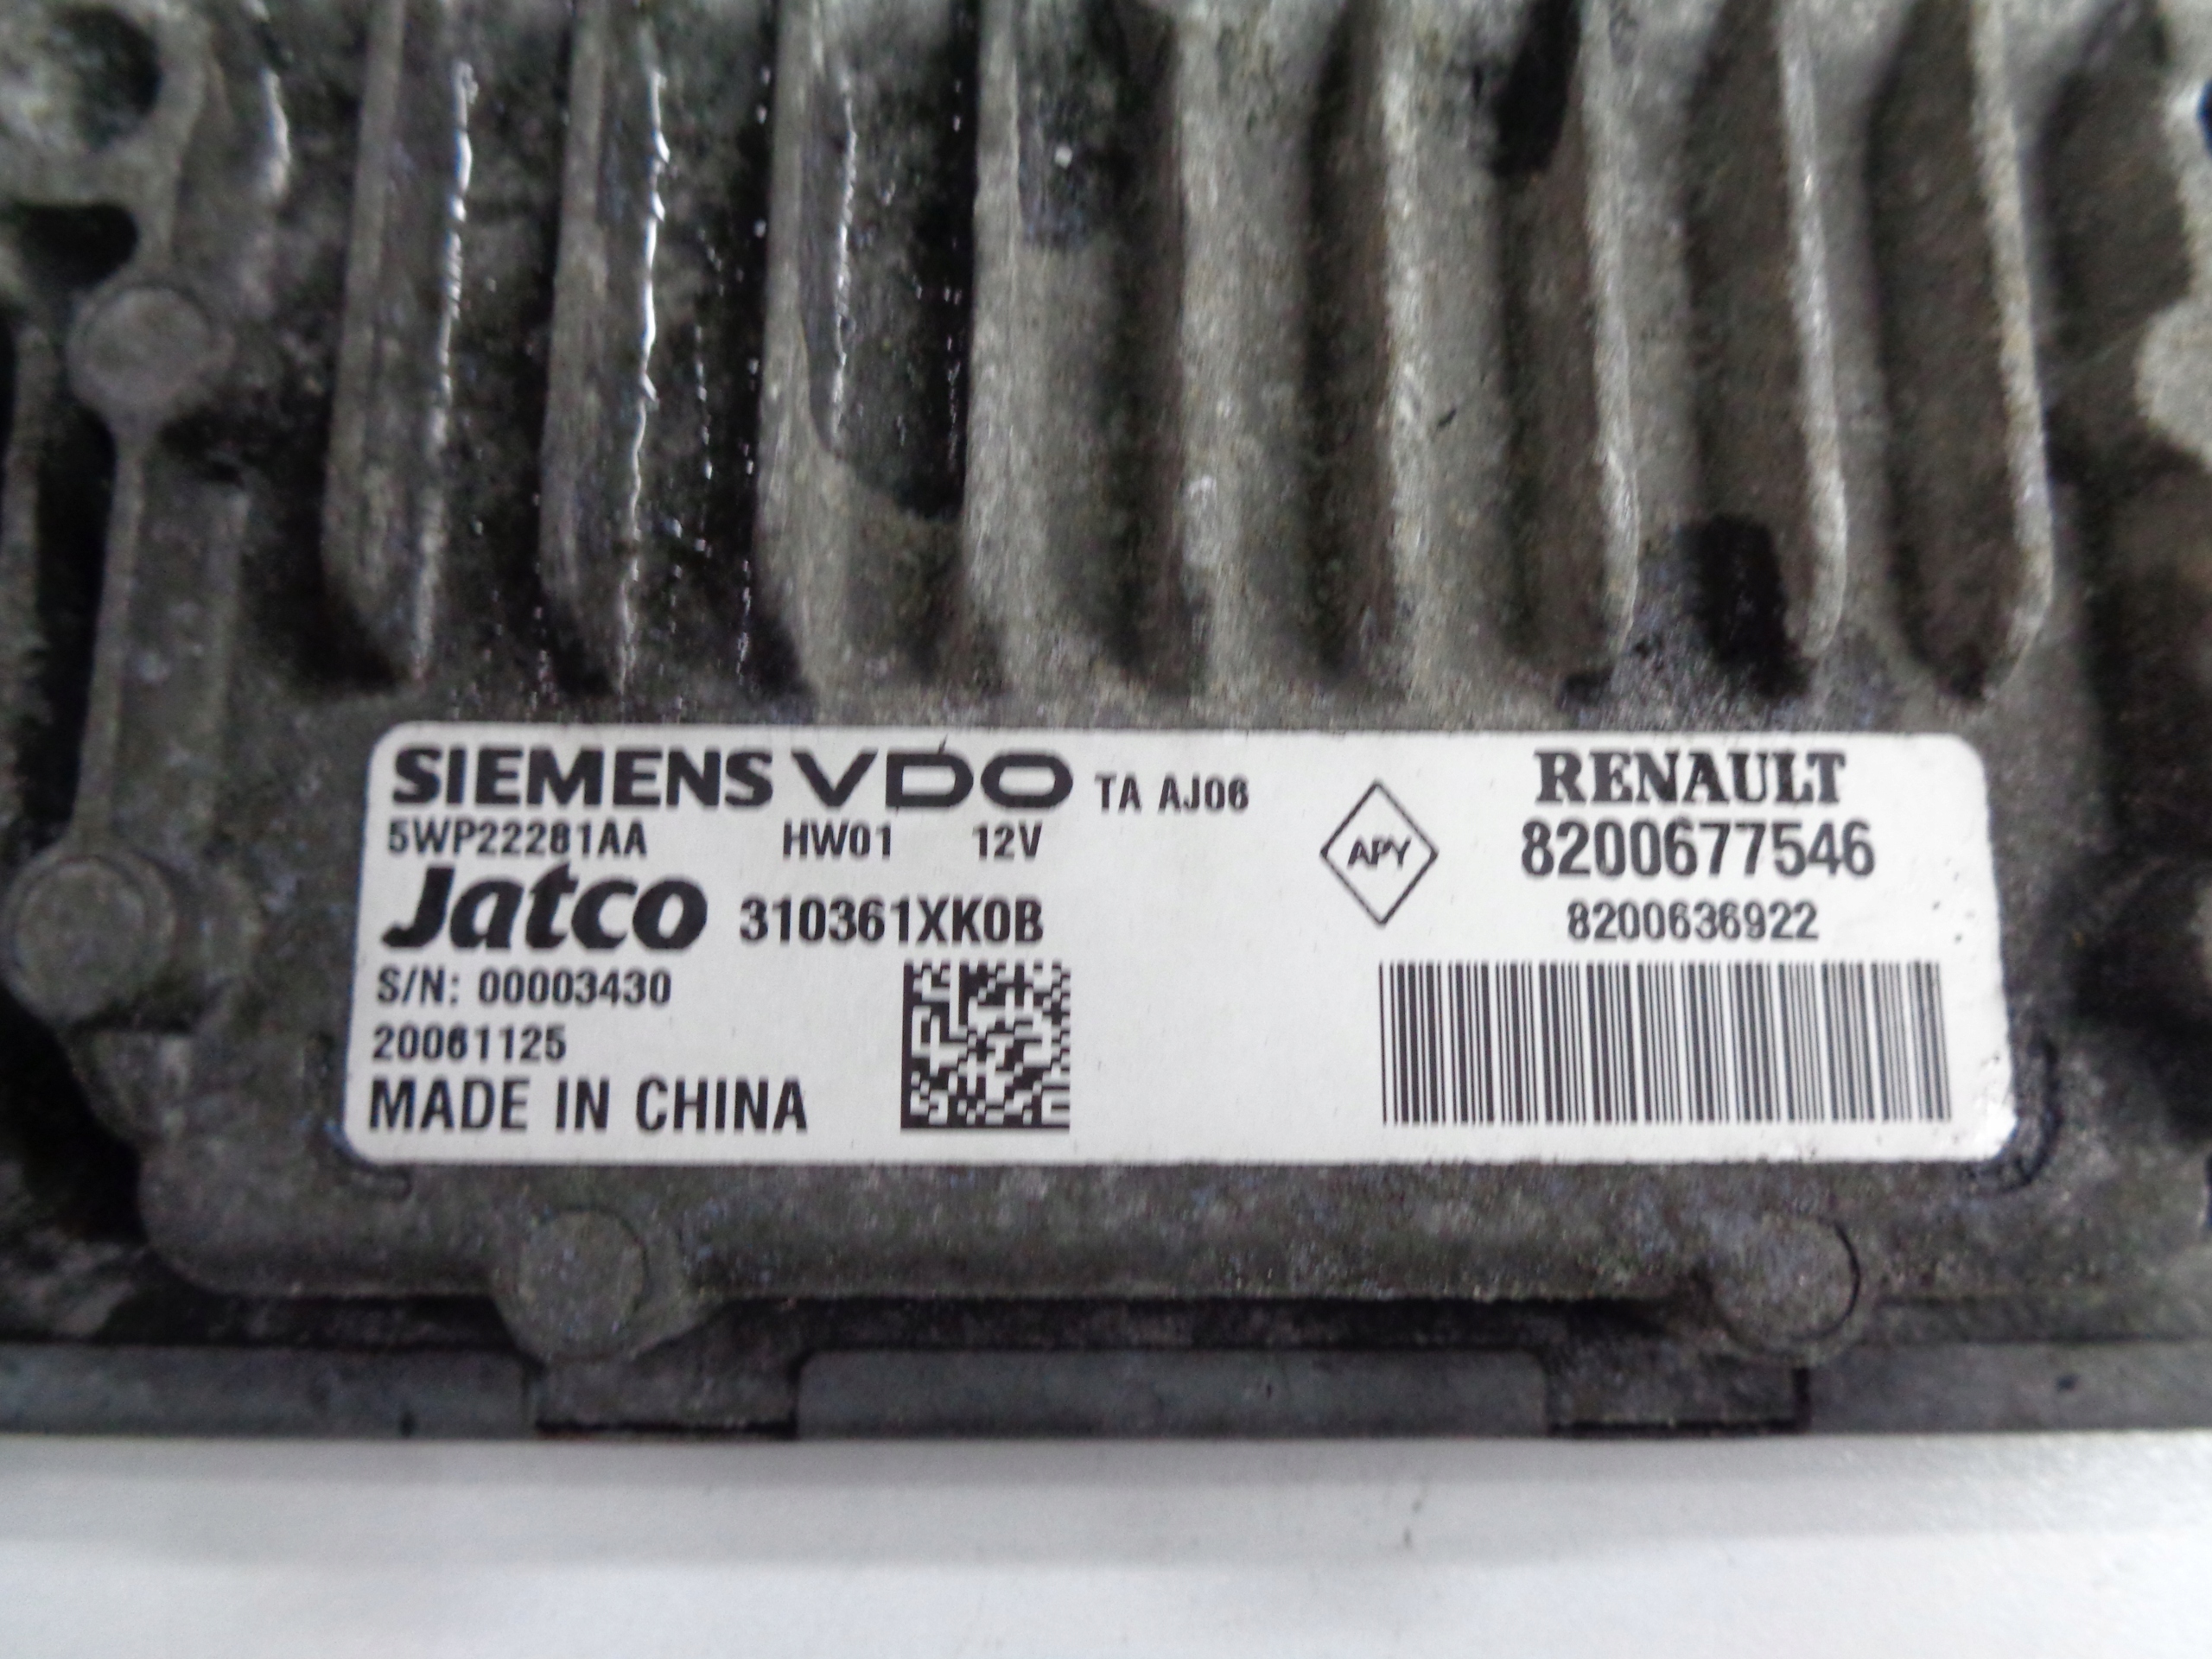 SIEMENS VDO TA AJ06
5WP22281AA HW01 12V
Jatco 310361XK0B
S/N: 00003430
20061125
MADE IN CHINA
APY
RENAULT
8200677546
8200636922